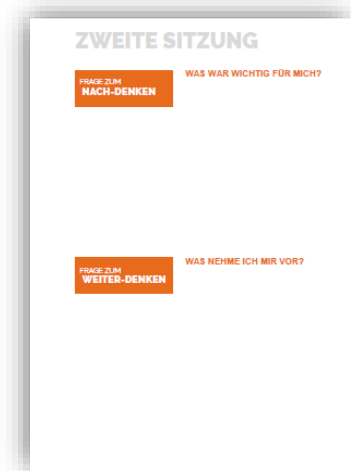 ZWEITE SITZUNG
FRAGE ZUM
NACH-DENKEN
WAS WAR WICHTIG FÜR MICH?
FRAGE ZUM
WEITER-DENKEN
WAS NEHME ICH MIR VOR?